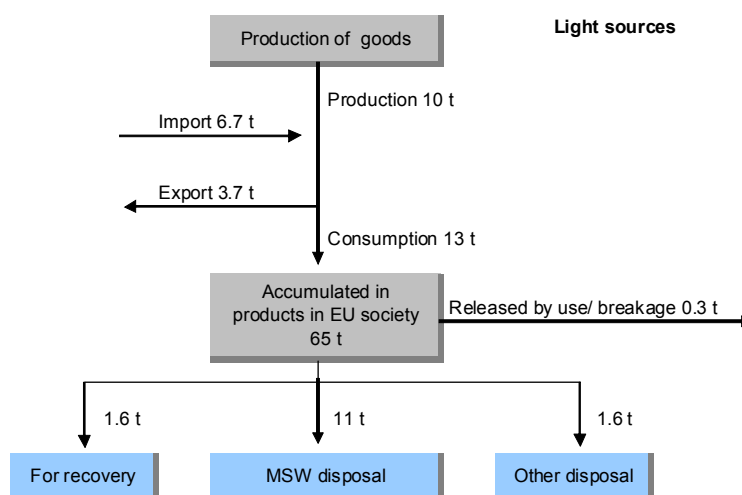 Light sources
Production of goods
Production 10 t
Import 6.7 t
Export 3.7 t
Consumption 13 t
Accumulated in
products in EU society
65 t
Released by use/ breakage 0.3 t
1.6 t
11 t
1.6 t
For recovery
MSW disposal
Other disposal